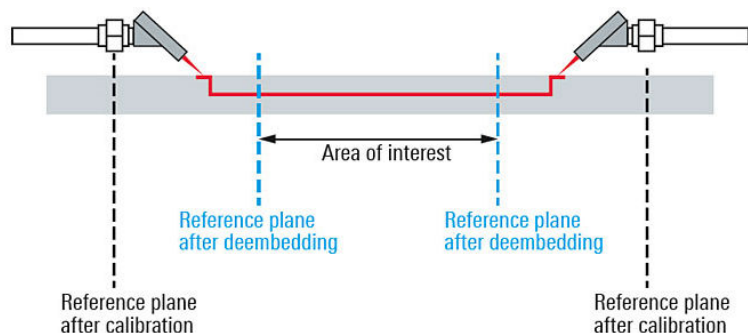 Area of interest
Reference plane
after deembedding
Reference plane
after deembedding
Reference plane
after calibration
Reference plane
after calibration